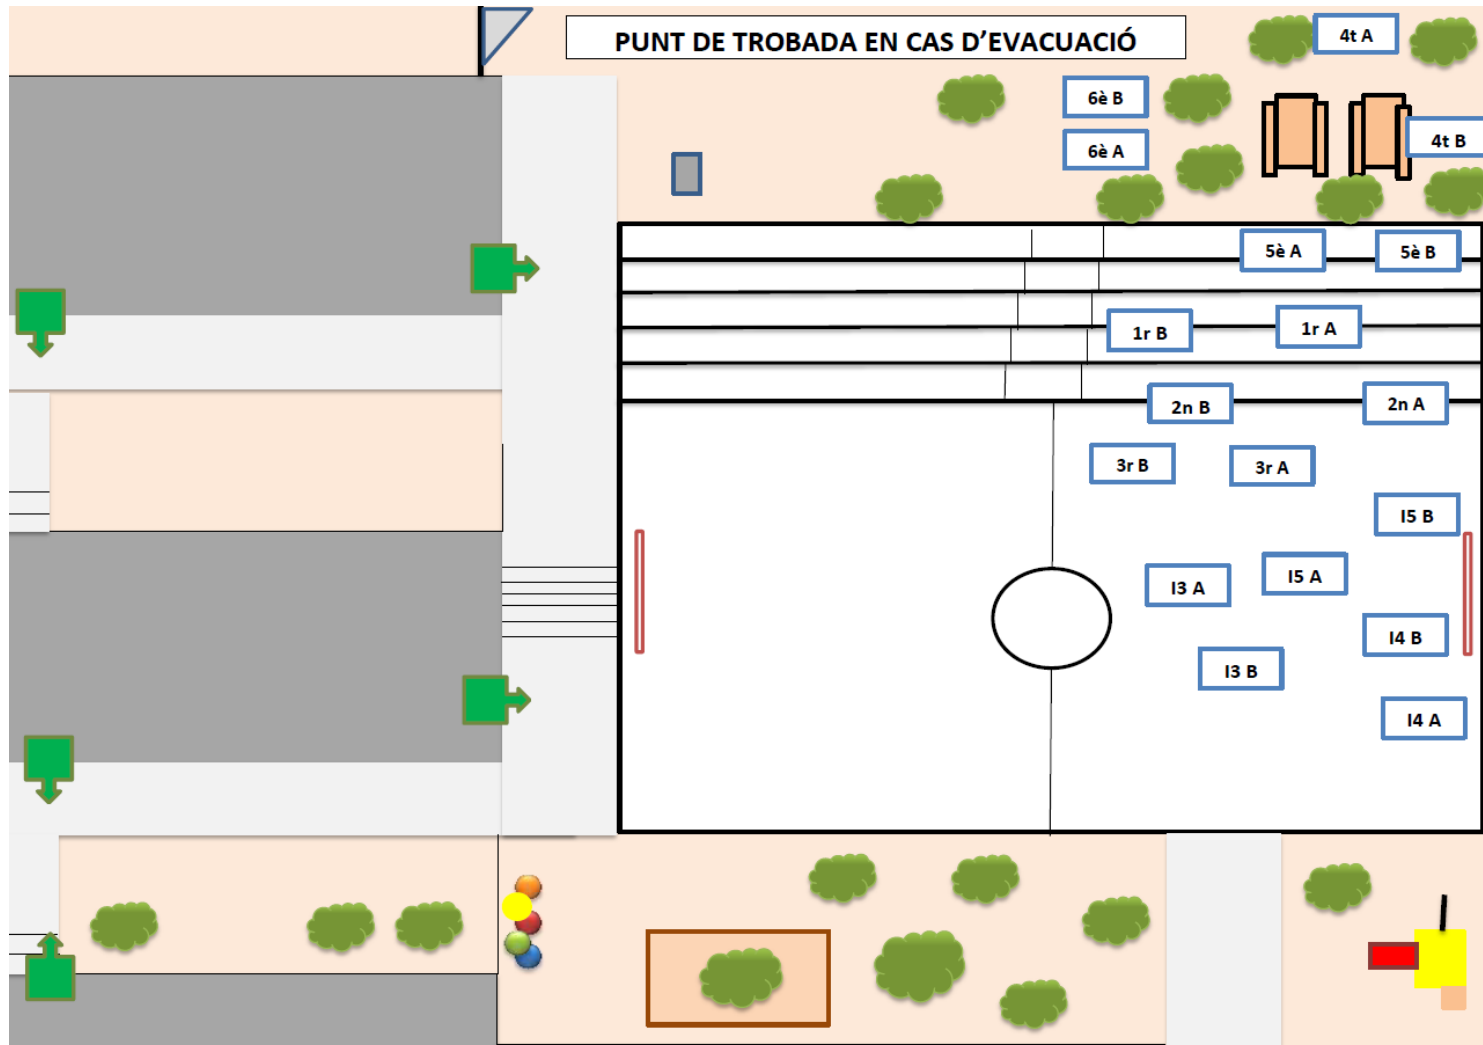 PUNT DE TROBADA EN CAS D'EVACUACIÓ
4t A
6è B
4t B
6è A
5è A
5è B
1r B
1r A
2n B
2n A
3r B
3r A
I5 B
I3 A
I5 A
I4 B
I3 B
I4 A